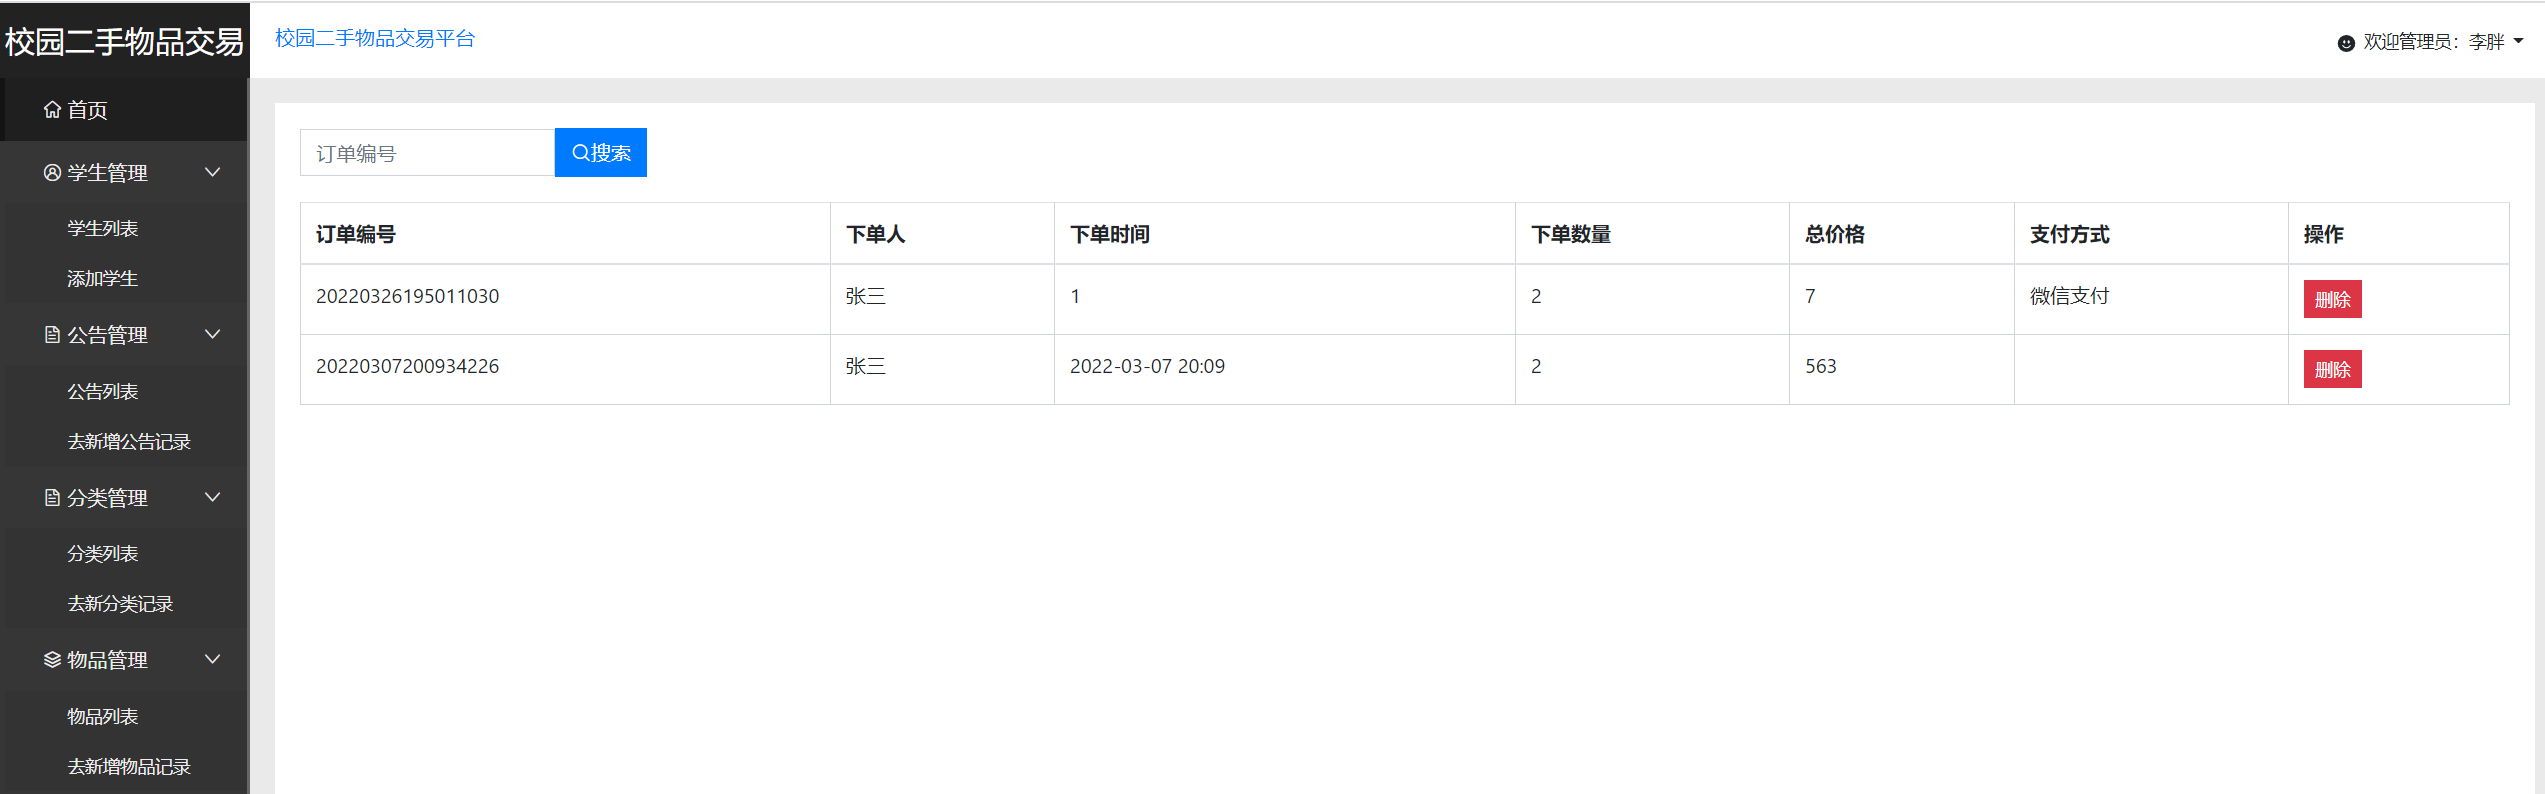 校园二手物品交易
校园二手物品交易平台
欢迎管理员：李胖
首页
学生管理
学生列表
添加学生
公告管理
公告列表
去新增公告记录
分类管理
分类列表
去新分类记录
物品管理
物品列表
去新增物品记录
订单编号 搜索
订单编号 下单人 下单时间 下单数量 总价格 支付方式 操作
20220326195011030 张三 1 2 7 微信支付 删除
20220307200934226 张三 2022-03-07 20:09 2 563 删除